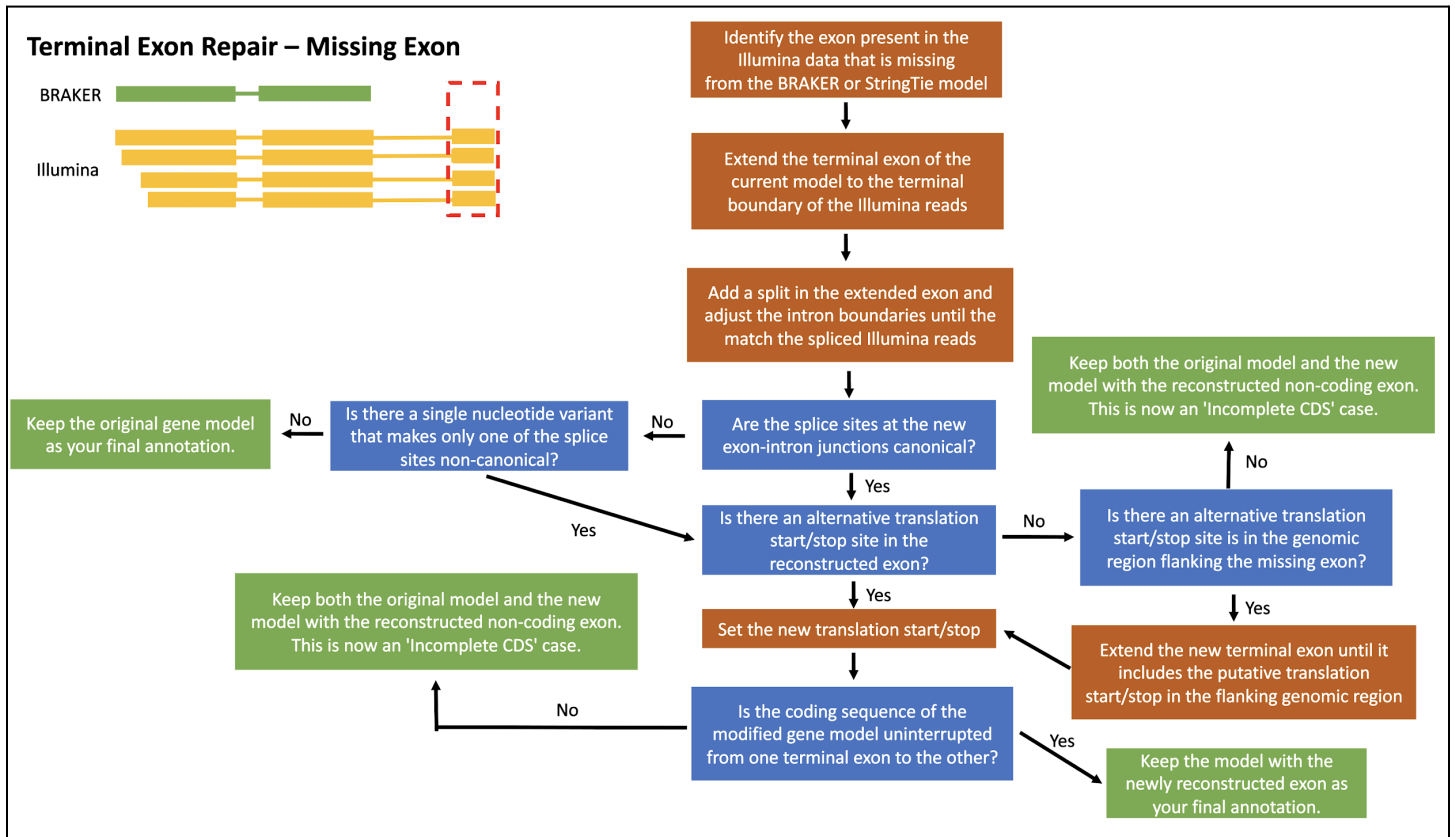 Terminal Exon Repair – Missing Exon
BRAKER
Illumina
Identify the exon present in the
Illumina data that is missing
from the BRAKER or StringTie model
Extend the terminal exon of the
current model to the terminal
boundary of the Illumina reads
Add a split in the extended exon and
adjust the intron boundaries until the
match the spliced Illumina reads
Are the splice sites at the new
exon-intron junctions canonical?
No
Is there a single nucleotide variant
that makes only one of the splice
sites non-canonical?
No
Keep the original gene model
as your final annotation.
Yes
Yes
Is there an alternative translation
start/stop site in the
reconstructed exon?
No
Is there an alternative translation
start/stop site is in the genomic
region flanking the missing exon?
No
Keep both the original model and the new
model with the reconstructed non-coding exon.
This is now an 'Incomplete CDS' case.
Yes
Extend the new terminal exon until it
includes the putative translation
start/stop in the flanking genomic region
Yes
Set the new translation start/stop
Is the coding sequence of the
modified gene model uninterrupted
from one terminal exon to the other?
No
Keep both the original model and the new
model with the reconstructed non-coding exon.
This is now an 'Incomplete CDS' case.
Yes
Keep the model with the
newly reconstructed exon as
your final annotation.